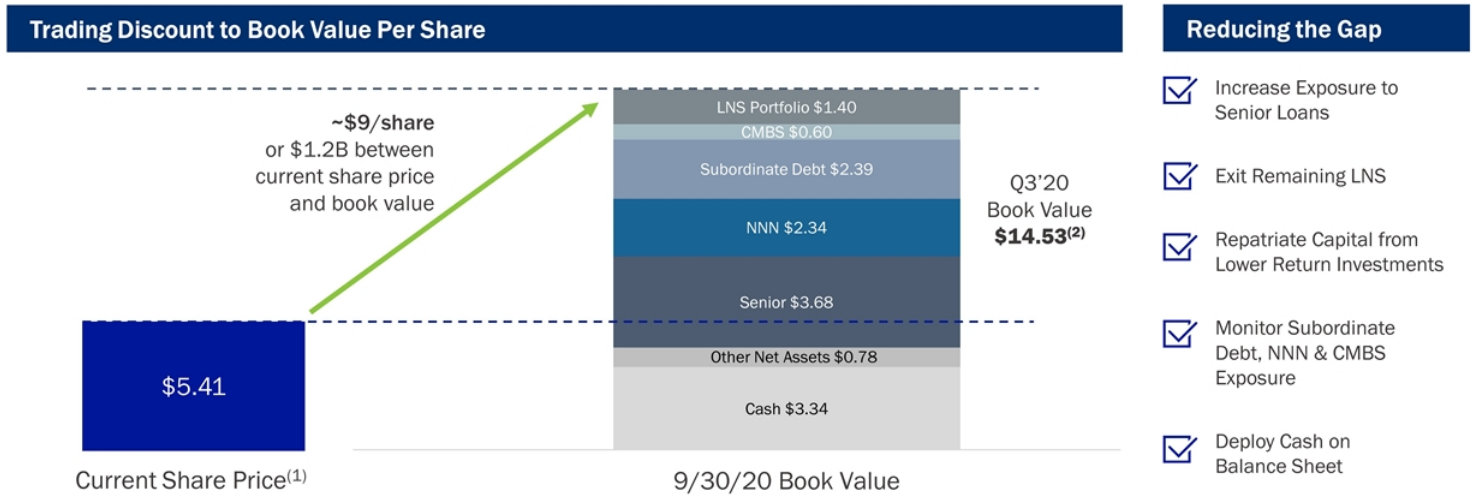 Trading Discount to Book Value Per Share
~$9/share
or $1.2B between
current share price
and book value
$5.41
Current Share Price(1)
LNS Portfolio $1.40
CMBS $0.60
Subordinate Debt $2.39
NNN $2.34
Senior $3.68
Other Net Assets $0.78
Cash $3.34
9/30/20 Book Value
Q3'20
Book Value
$14.53(2)
Reducing the Gap
Increase Exposure to
Senior Loans
Exit Remaining LNS
Repatriate Capital from
Lower Return Investments
Monitor Subordinate
Debt, NNN & CMBS
Exposure
Deploy Cash on
Balance Sheet